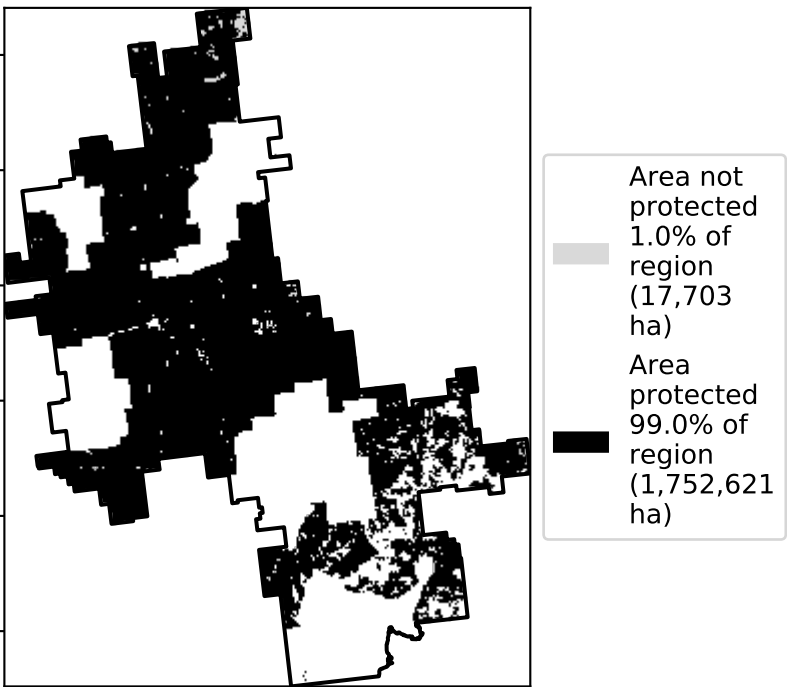 Area not
protected
1.0% of
region
(17,703
ha)
Area
protected
99.0% of
region
(1,752,621
ha)